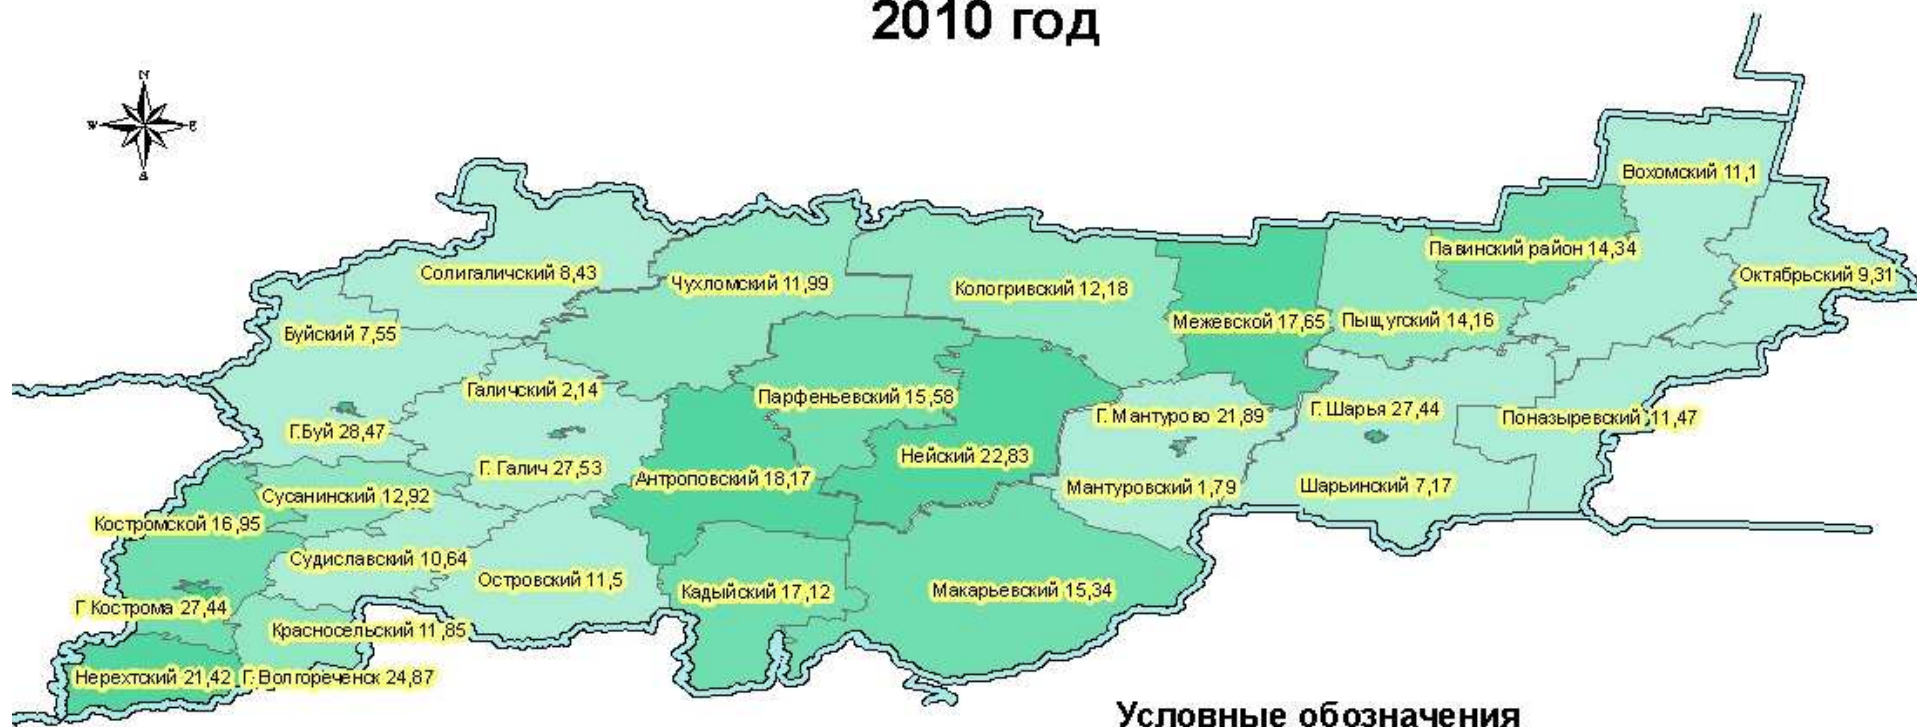 2010 год
N
W E
S
Вохомский 11,1
Павинский район 14,34
Октябрьский 9,31
Солигаличский 8,43
Чухломский 11,99
Кологривский 12,18
Межевской 17,65
Пыщугский 14,16
Буйский 7,55
Галичский 2,14
Парфеньевский 15,58
Г. Мантурово 21,89
Г. Шарья 27,44
Поназыревский 11,47
Г.Буй 28,47
Г. Галич 27,53
Антроповский 18,17
Нейский 22,83
Мантуровский 1,79
Шарьинский 7,17
Сусанинский 12,92
Костромской 16,95
Судиславский 10,64
Островский 11,5
Кадыйский 17,12
Макарьевский 15,34
Г Кострома 27,44
Красносельский 11,85
Нерехтский 21,42
Г. Волгореченск 24,87
Условные обозначения